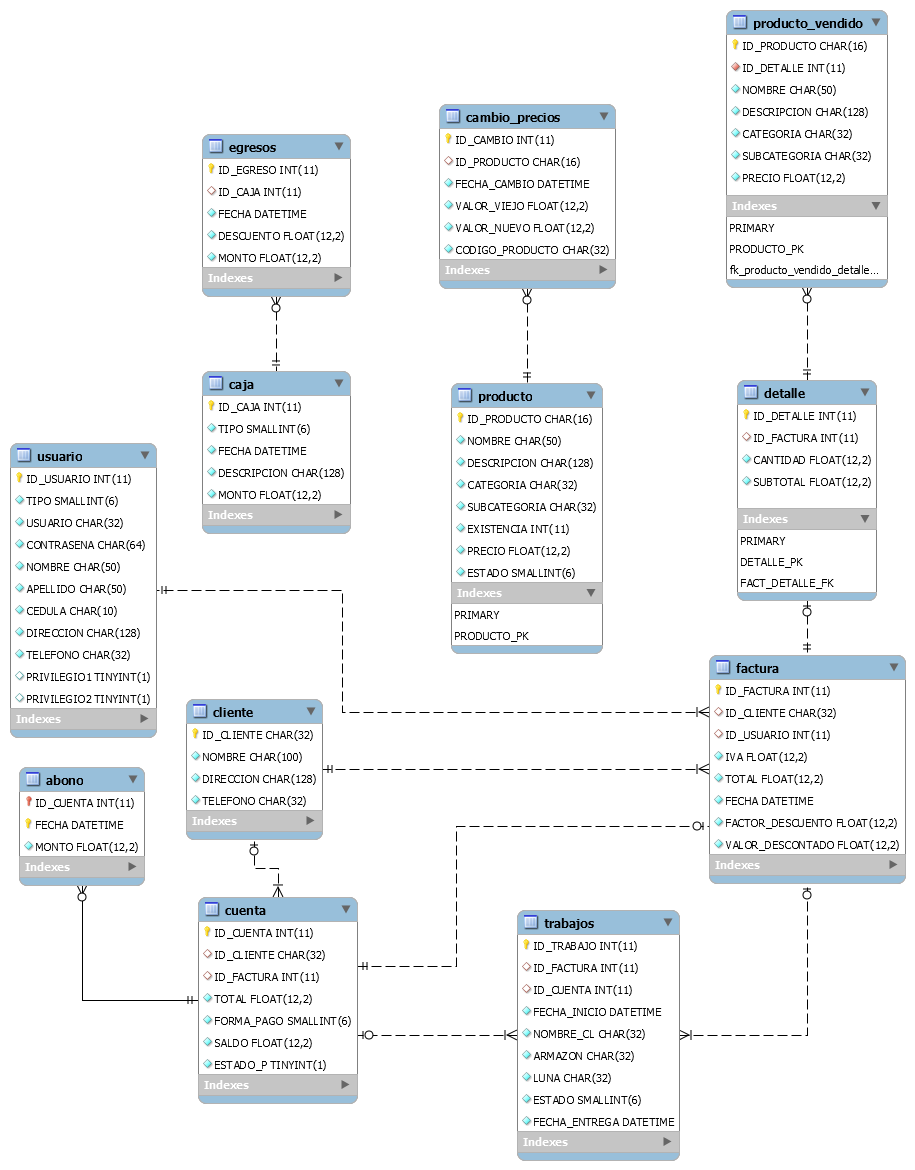 producto_vendido
ID_PRODUCTO CHAR(16)
ID_DETALLE INT(11)
NOMBRE CHAR(50)
DESCRIPCION CHAR(128)
CATEGORIA CHAR(32)
SUBCATEGORIA CHAR(32)
PRECIO FLOAT(12,2)
Indexes
PRIMARY
PRODUCTO_PK
fk_producto_vendido_detalle...
cambio_precios
ID_CAMBIO INT(11)
ID_PRODUCTO CHAR(16)
FECHA_CAMBIO DATETIME
VALOR_VIEJO FLOAT(12,2)
VALOR_NUEVO FLOAT(12,2)
CODIGO_PRODUCTO CHAR(32)
Indexes
egresos
ID_EGRESO INT(11)
ID_CAJA INT(11)
FECHA DATETIME
DESCUENTO FLOAT(12,2)
MONTO FLOAT(12,2)
Indexes
caja
ID_CAJA INT(11)
TIPO SMALLINT(6)
FECHA DATETIME
DESCRIPCION CHAR(128)
MONTO FLOAT(12,2)
Indexes
producto
ID_PRODUCTO CHAR(16)
NOMBRE CHAR(50)
DESCRIPCION CHAR(128)
CATEGORIA CHAR(32)
SUBCATEGORIA CHAR(32)
EXISTENCIA INT(11)
PRECIO FLOAT(12,2)
ESTADO SMALLINT(6)
Indexes
PRIMARY
PRODUCTO_PK
detalle
ID_DETALLE INT(11)
ID_FACTURA INT(11)
CANTIDAD FLOAT(12,2)
SUBTOTAL FLOAT(12,2)
Indexes
PRIMARY
DETALLE_PK
FACT_DETALLE_FK
usuario
ID_USUARIO INT(11)
TIPO SMALLINT(6)
USUARIO CHAR(32)
CONTRASENA CHAR(64)
NOMBRE CHAR(50)
APELLIDO CHAR(50)
CEDULA CHAR(10)
DIRECCION CHAR(128)
TELEFONO CHAR(32)
PRIVILEGIO1 TINYINT(1)
PRIVILEGIO2 TINYINT(1)
Indexes
factura
ID_FACTURA INT(11)
ID_CLIENTE CHAR(32)
ID_USUARIO INT(11)
IVA FLOAT(12,2)
TOTAL FLOAT(12,2)
FECHA DATETIME
FACTOR_DESCUENTO FLOAT(12,2)
VALOR_DESCONTADO FLOAT(12,2)
Indexes
cliente
ID_CLIENTE CHAR(32)
NOMBRE CHAR(100)
DIRECCION CHAR(128)
TELEFONO CHAR(32)
Indexes
abono
ID_CUENTA INT(11)
FECHA DATETIME
MONTO FLOAT(12,2)
Indexes
cuenta
ID_CUENTA INT(11)
ID_CLIENTE CHAR(32)
ID_FACTURA INT(11)
TOTAL FLOAT(12,2)
FORMA_PAGO SMALLINT(6)
SALDO FLOAT(12,2)
ESTADO_P TINYINT(1)
Indexes
trabajos
ID_TRABAJO INT(11)
ID_FACTURA INT(11)
ID_CUENTA INT(11)
FECHA_INICIO DATETIME
NOMBRE_CL CHAR(32)
ARMAZON CHAR(32)
LUNA CHAR(32)
ESTADO SMALLINT(6)
FECHA_ENTREGA DATETIME
Indexes